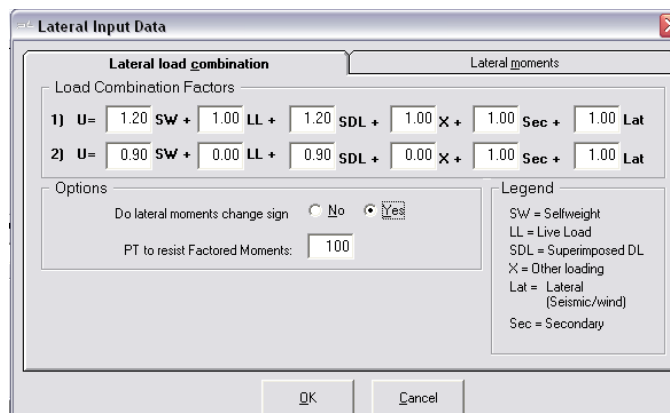 Lateral Input Data
Lateral load combination
Lateral moments
Load Combination Factors
1) U= 1.20 SW + 1.00 LL + 1.20 SDL + 1.00 X + 1.00 Sec + 1.00 Lat
2) U= 0.90 SW + 0.00 LL + 0.90 SDL + 0.00 X + 1.00 Sec + 1.00 Lat
Options
Do lateral moments change sign No Yes
PT to resist Factored Moments: 100
Legend
SW = Selfweight
LL = Live Load
SDL = Superimposed DL
X = Other loading
Lat = Lateral
(Seismic/wind)
Sec = Secondary
OK
Cancel